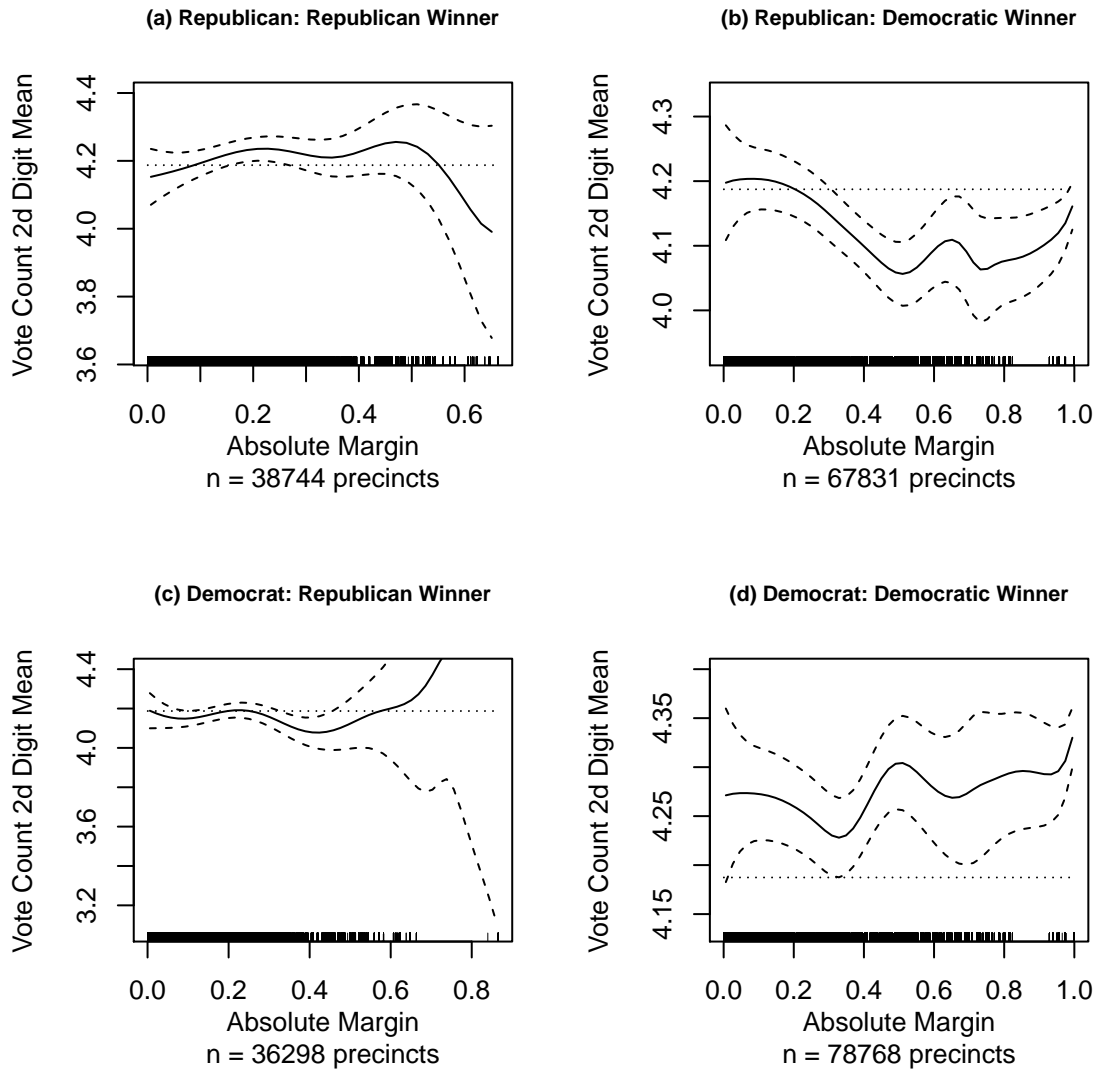 (a) Republican: Republican Winner
Vote Count 2d Digit Mean
4.4
4.2
4.0
3.8
3.6
0.0 0.2 0.4 0.6
Absolute Margin
n = 38744 precincts
(b) Republican: Democratic Winner
Vote Count 2d Digit Mean
4.3
4.2
4.1
4.0
0.0 0.2 0.4 0.6 0.8 1.0
Absolute Margin
n = 67831 precincts
(c) Democrat: Republican Winner
Vote Count 2d Digit Mean
4.4
4.0
3.6
3.2
0.0 0.2 0.4 0.6 0.8
Absolute Margin
n = 36298 precincts
(d) Democrat: Democratic Winner
Vote Count 2d Digit Mean
4.35
4.25
4.15
0.0 0.2 0.4 0.6 0.8 1.0
Absolute Margin
n = 78768 precincts